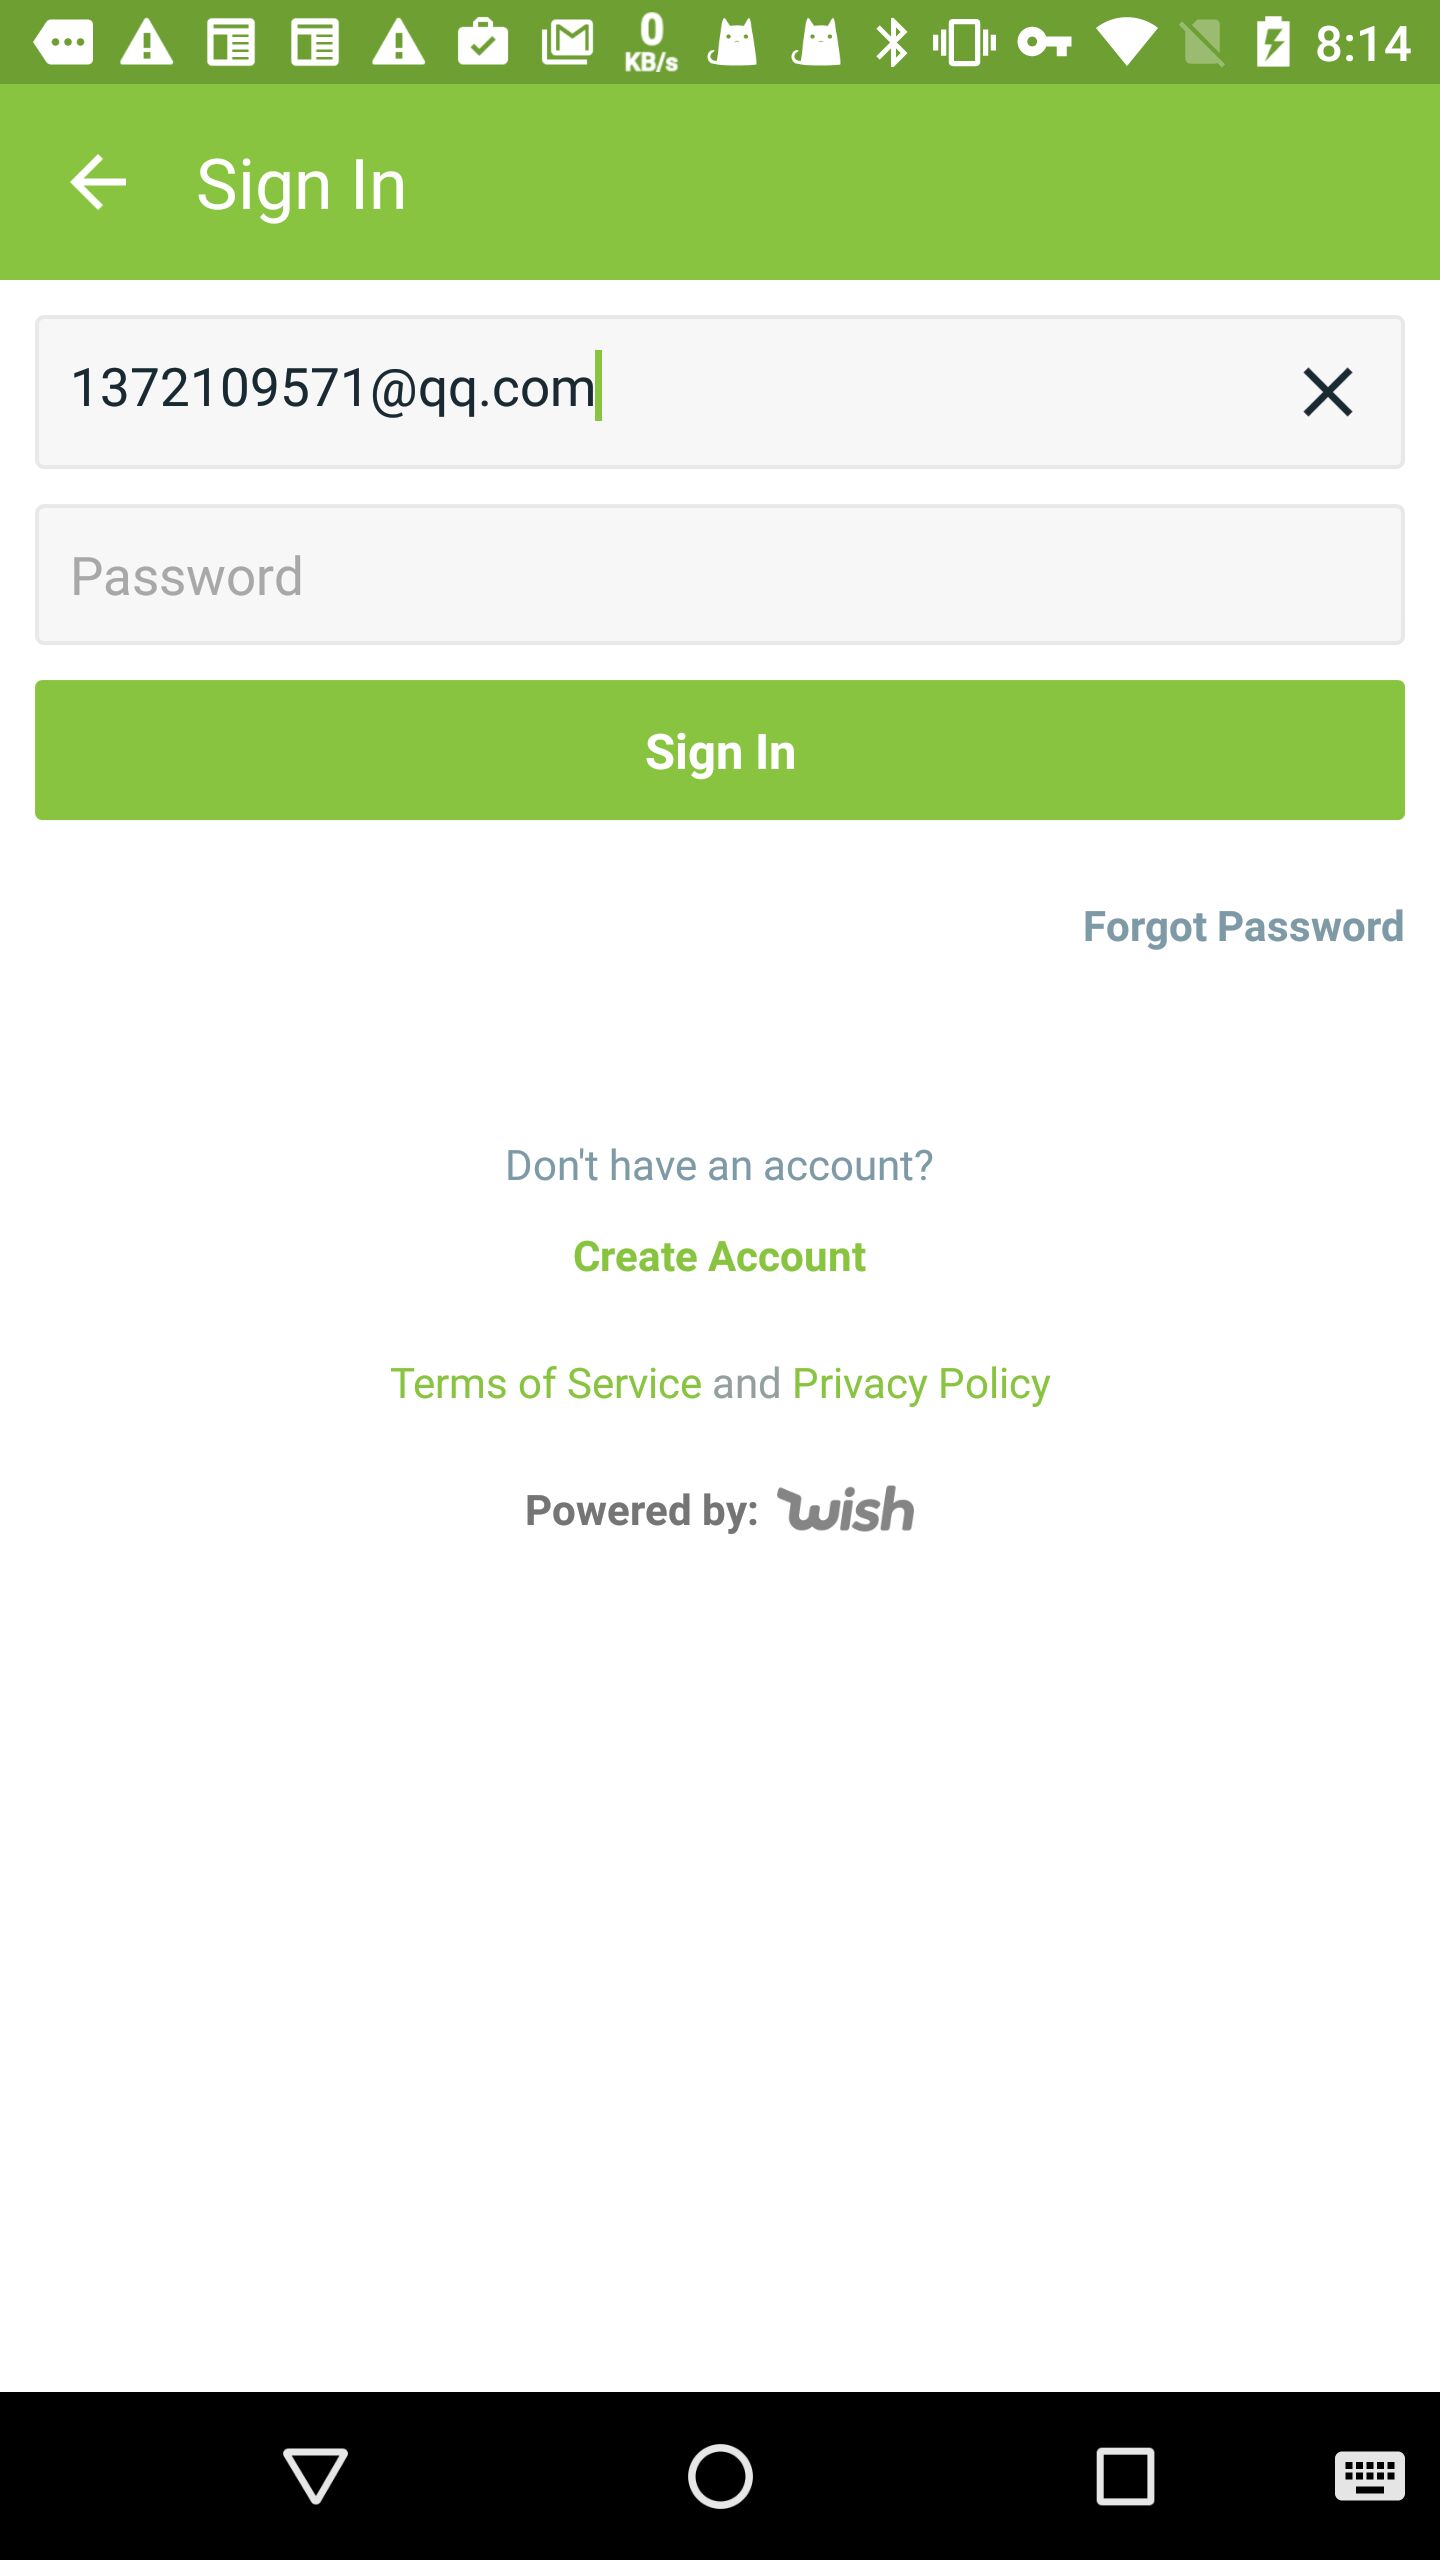 0
KB/s
8:14
Sign In
1372109571@qq.com
Password
Sign In
Forgot Password
Don't have an account?
Create Account
Terms of Service and Privacy Policy
Powered by: wish